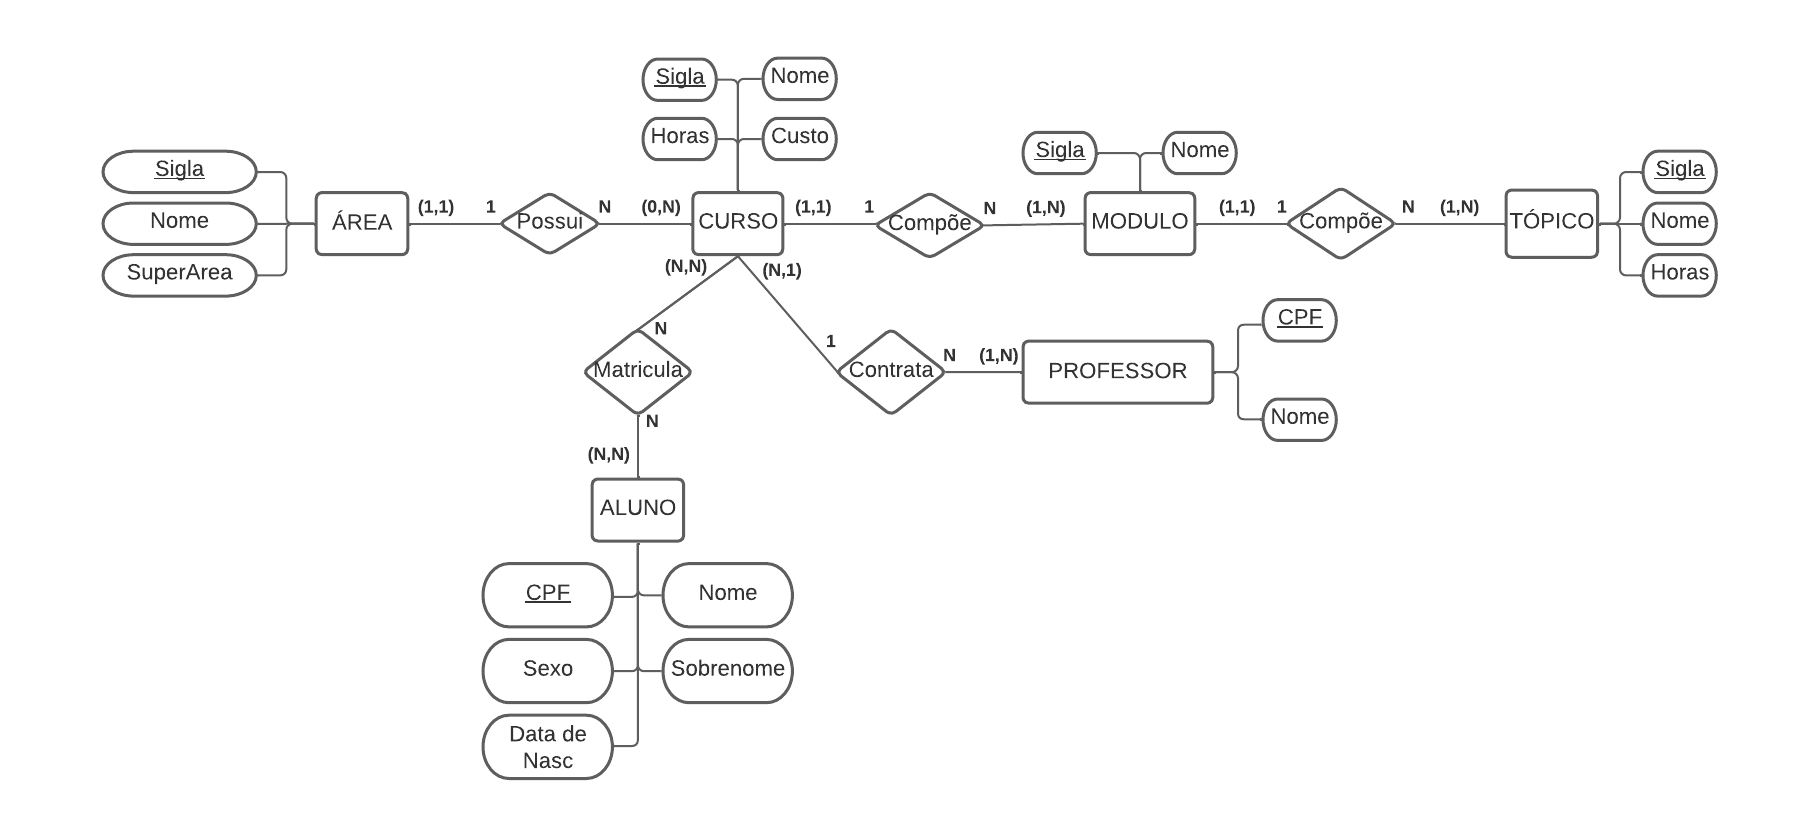 Sigla
Nome
Horas
Custo
Sigla
Nome
Sigla
Nome
SuperArea
ÁREA
(1,1)
1
Possui
N
(0,N)
CURSO
(1,1)
1
Compõe
N
(1,N)
MODULO
(1,1)
1
Compõe
N
(1,N)
TÓPICO
Sigla
Nome
Horas
(N,N)
(N,1)
N
1
Matricula
Contrata
N
(1,N)
PROFESSOR
CPF
Nome
N
(N,N)
ALUNO
CPF
Nome
Sexo
Sobrenome
Data de
Nasc